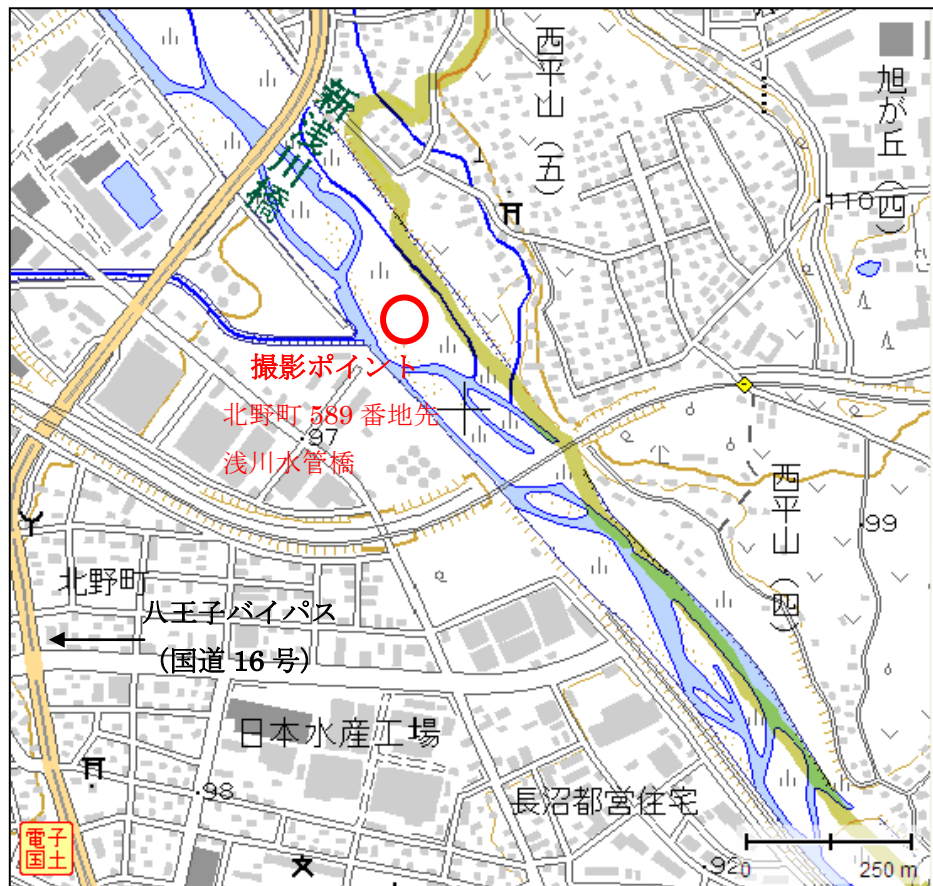 新浅川橋
西平山(五)
旭が丘(四)
110
撮影ポイント
北野町 589 番地先
浅川水管橋
97
西平山(四)
99
北野町
八王子バイパス
(国道 16 号)
日本水産工場
98
長沼都営住宅
92
電子
国土
0 250 m